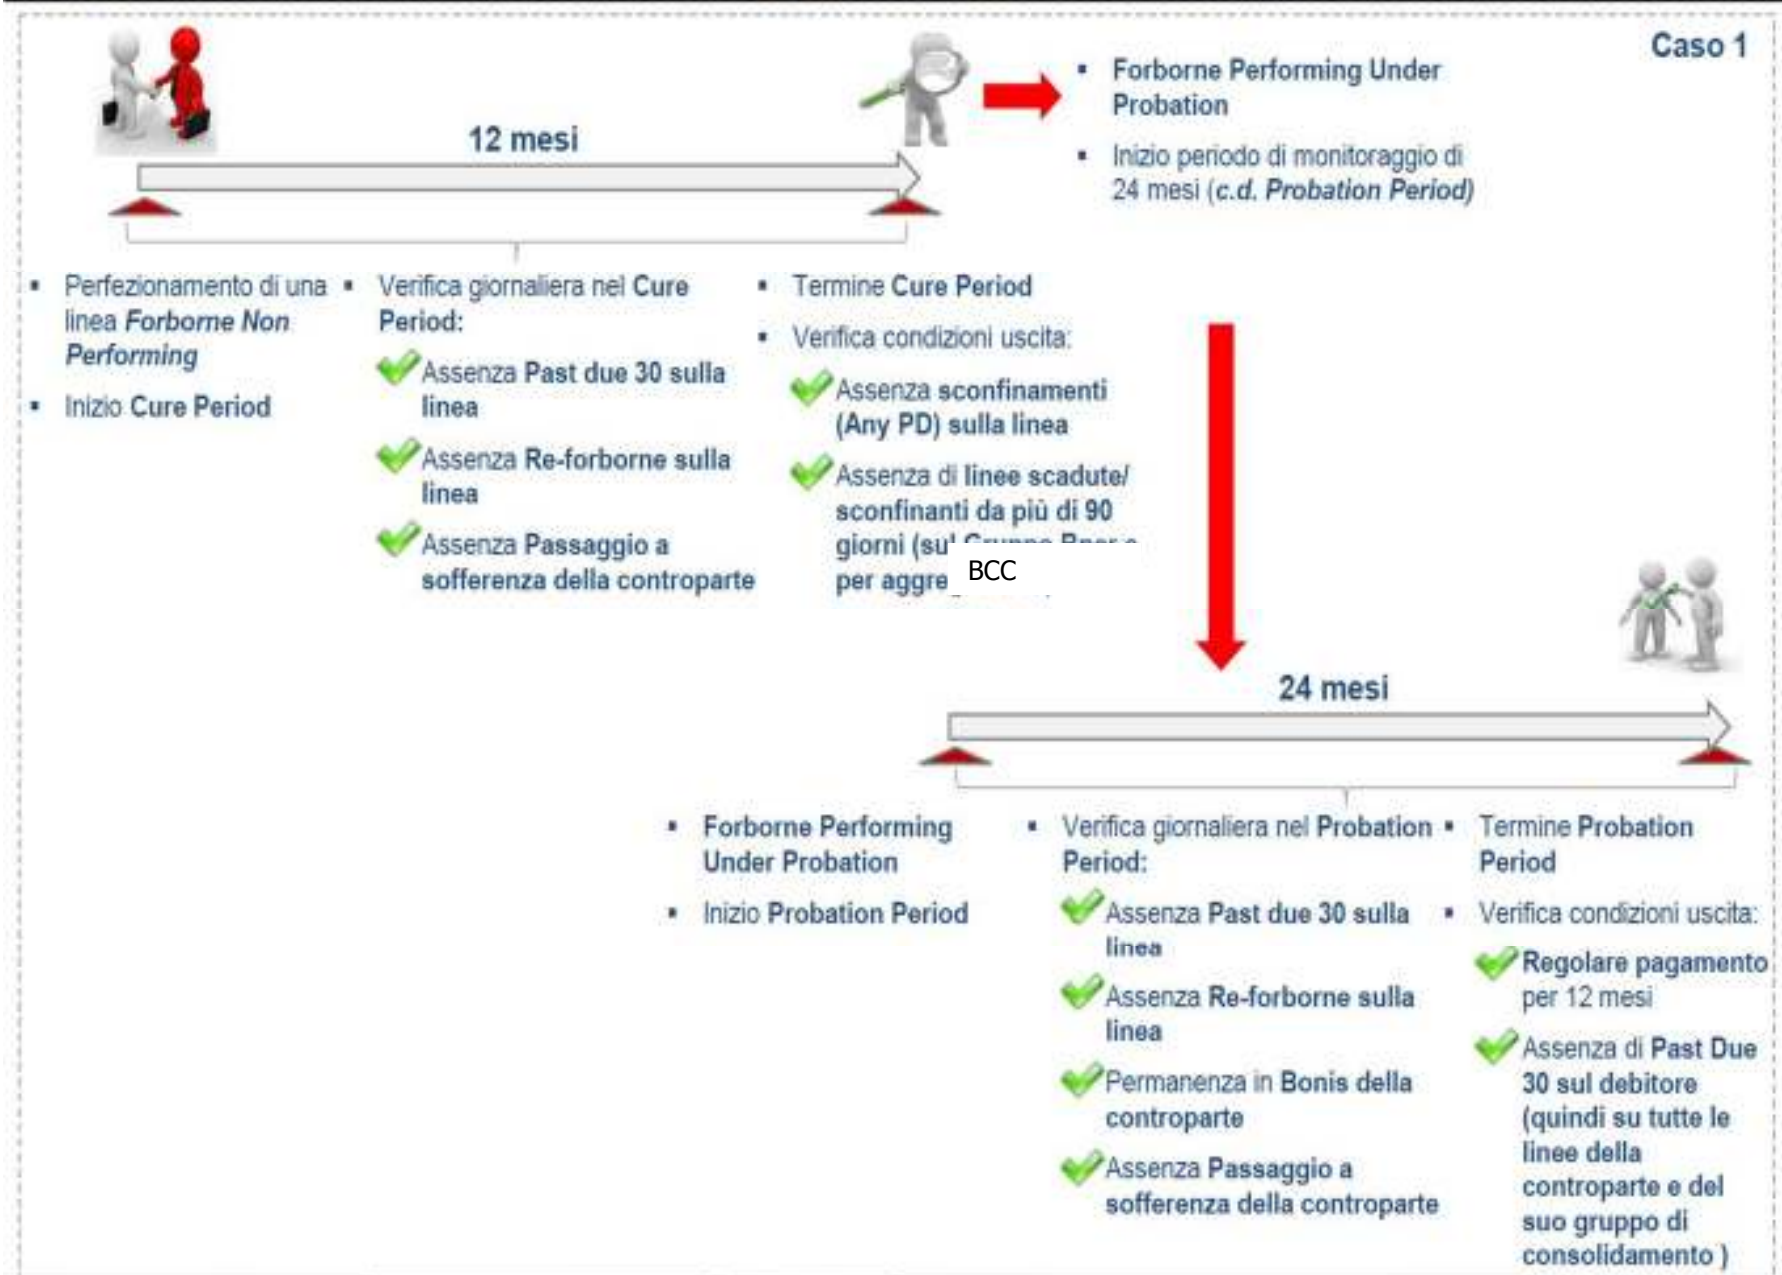 Caso 1
12 mesi
▪ Forborne Performing Under
Probation
▪ Inizio periodo di monitoraggio di
24 mesi (c.d. Probation Period)
▪ Perfezionamento di una
linea Forborne Non
Performing
▪ Inizio Cure Period
▪ Verifica giornaliera nel Cure
Period:
Assenza Past due 30 sulla
linea
Assenza Re-forborne sulla
linea
Assenza Passaggio a
sofferenza della controparte
▪ Termine Cure Period
▪ Verifica condizioni uscita:
Assenza sconfinamenti
(Any PD) sulla linea
Assenza di linee scadute/
sconfinanti da più di 90
giorni (sul
per
BCC
24 mesi
▪ Forborne Performing
Under Probation
▪ Inizio Probation Period
▪ Verifica giornaliera nel Probation
Period:
Assenza Past due 30 sulla
linea
Assenza Re-forborne sulla
linea
Permanenza in Bonis della
controparte
Assenza Passaggio a
sofferenza della controparte
▪ Termine Probation
Period
▪ Verifica condizioni uscita:
Regolare pagamento
per 12 mesi
Assenza di Past Due
30 sul debitore
(quindi su tutte le
linee della
controparte e del
suo gruppo di
consolidamento )